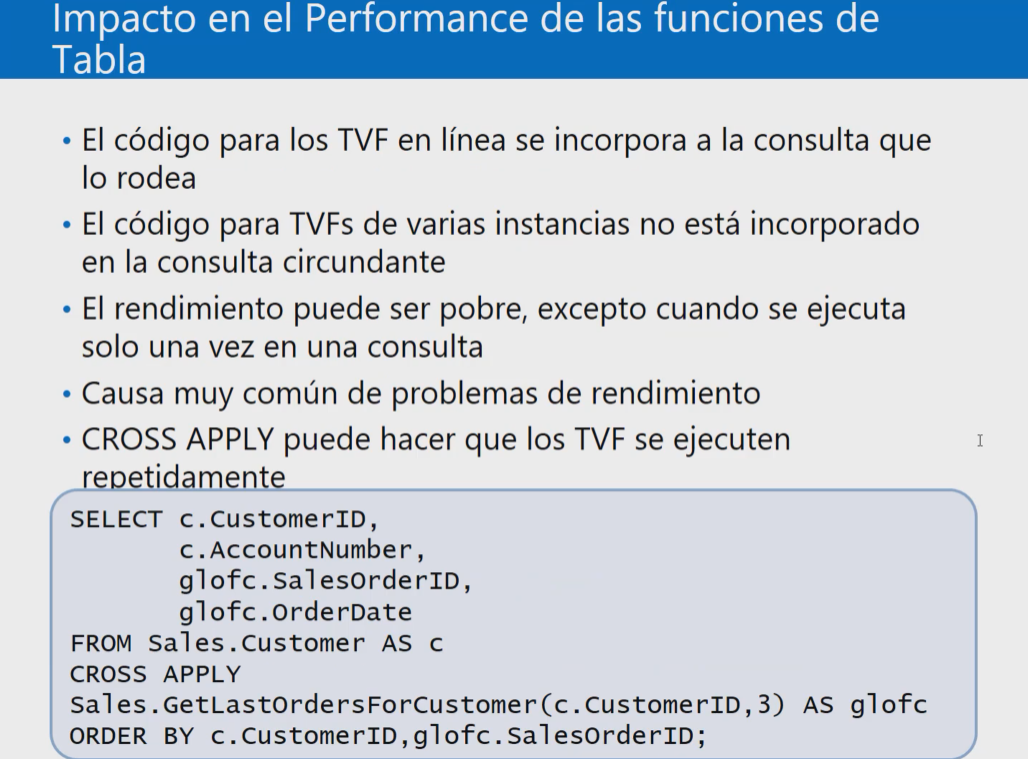 Impacto en el Performance de las funciones de
Tabla
• El código para los TVF en línea se incorpora a la consulta que
lo rodea
• El código para TVFs de varias instancias no está incorporado
en la consulta circundante
• El rendimiento puede ser pobre, excepto cuando se ejecuta
solo una vez en una consulta
• Causa muy común de problemas de rendimiento
• CROSS APPLY puede hacer que los TVF se ejecuten
repetidamente
SELECT c.CustomerID,
       c.AccountNumber,
       glofc.SalesOrderID,
       glofc.OrderDate
FROM Sales.Customer AS c
CROSS APPLY
Sales.GetLastOrdersForCustomer(c.CustomerID,3) AS glofc
ORDER BY c.CustomerID,glofc.SalesOrderID;